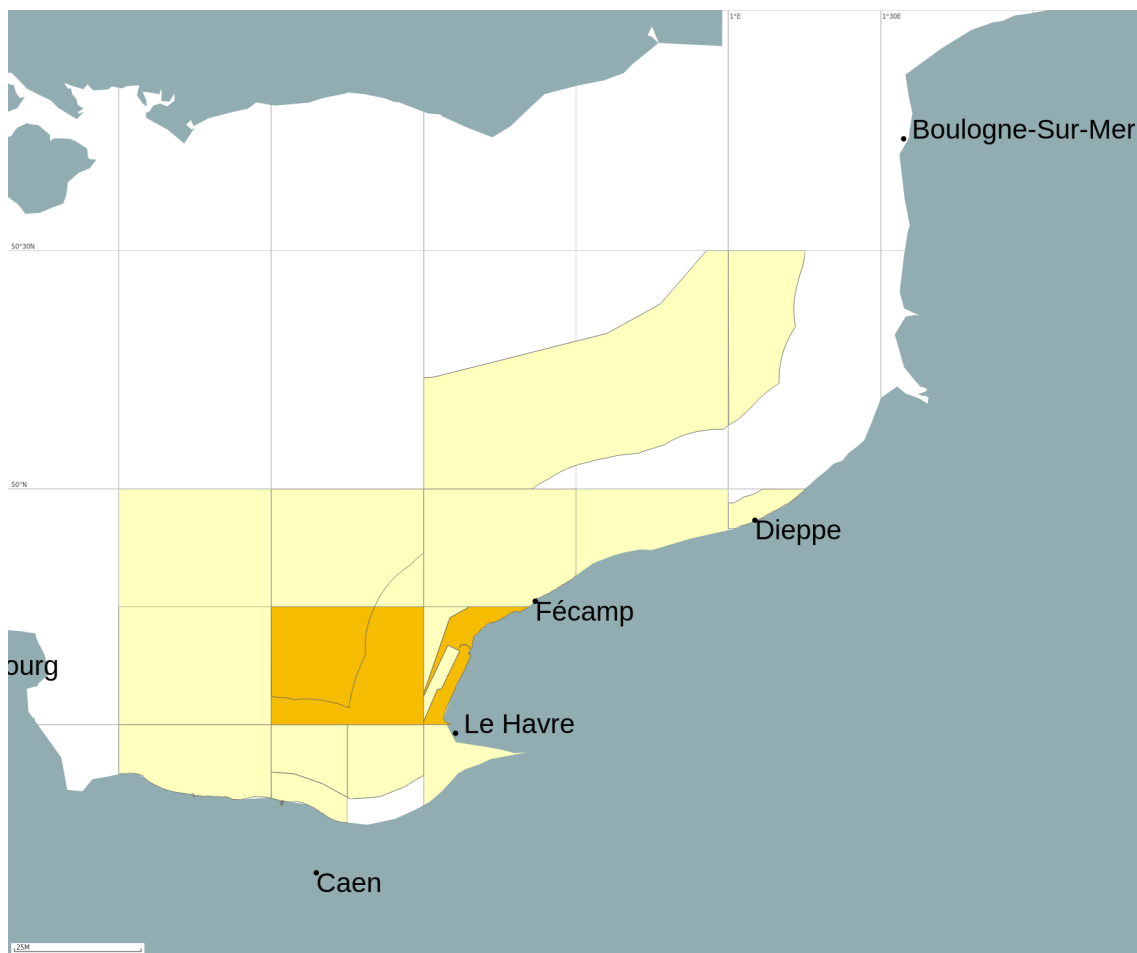 1°E
1°30E
Boulogne-Sur-Mer
50°30N
50°N
Dieppe
Fécamp
ourg
Le Havre
Caen
25M